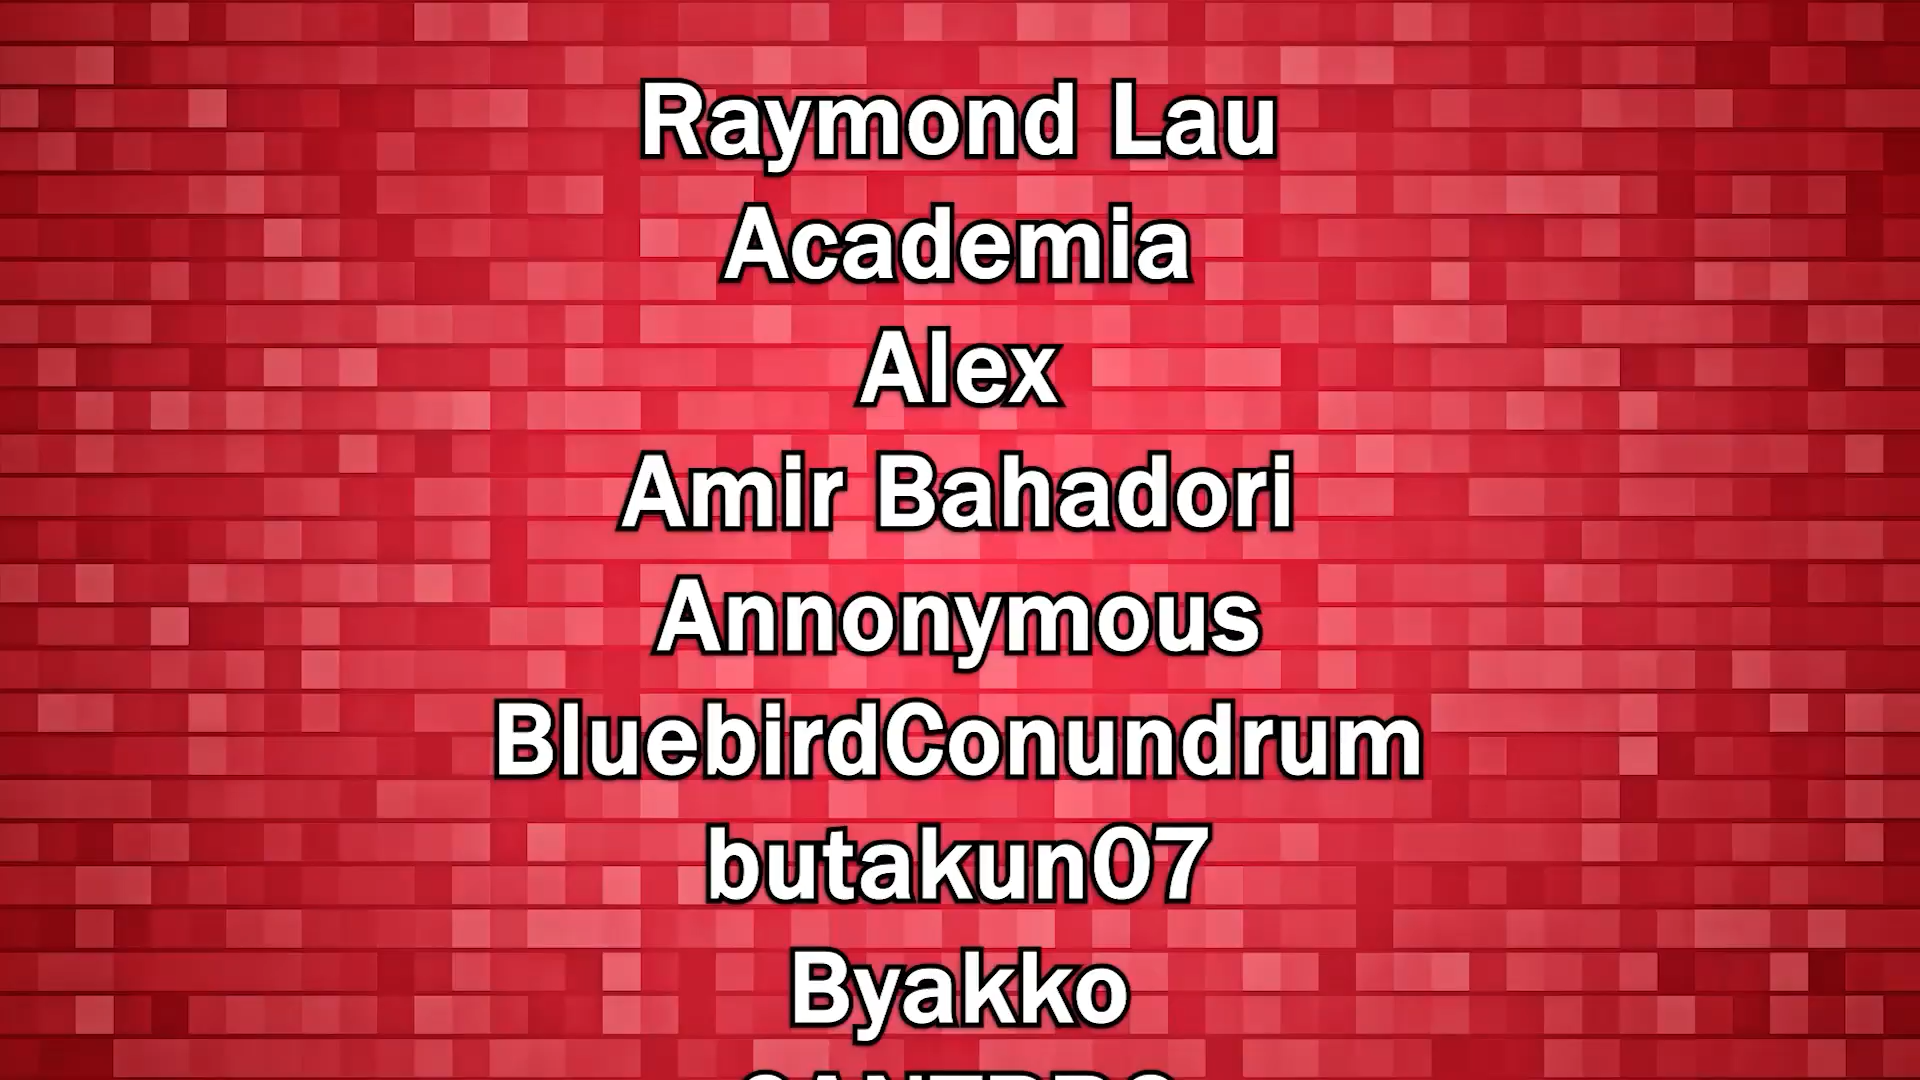 Raymond Lau
Academia
Alex
Amir Bahadori
Annonymous
BluebirdConundrum
butakun07
Byakko